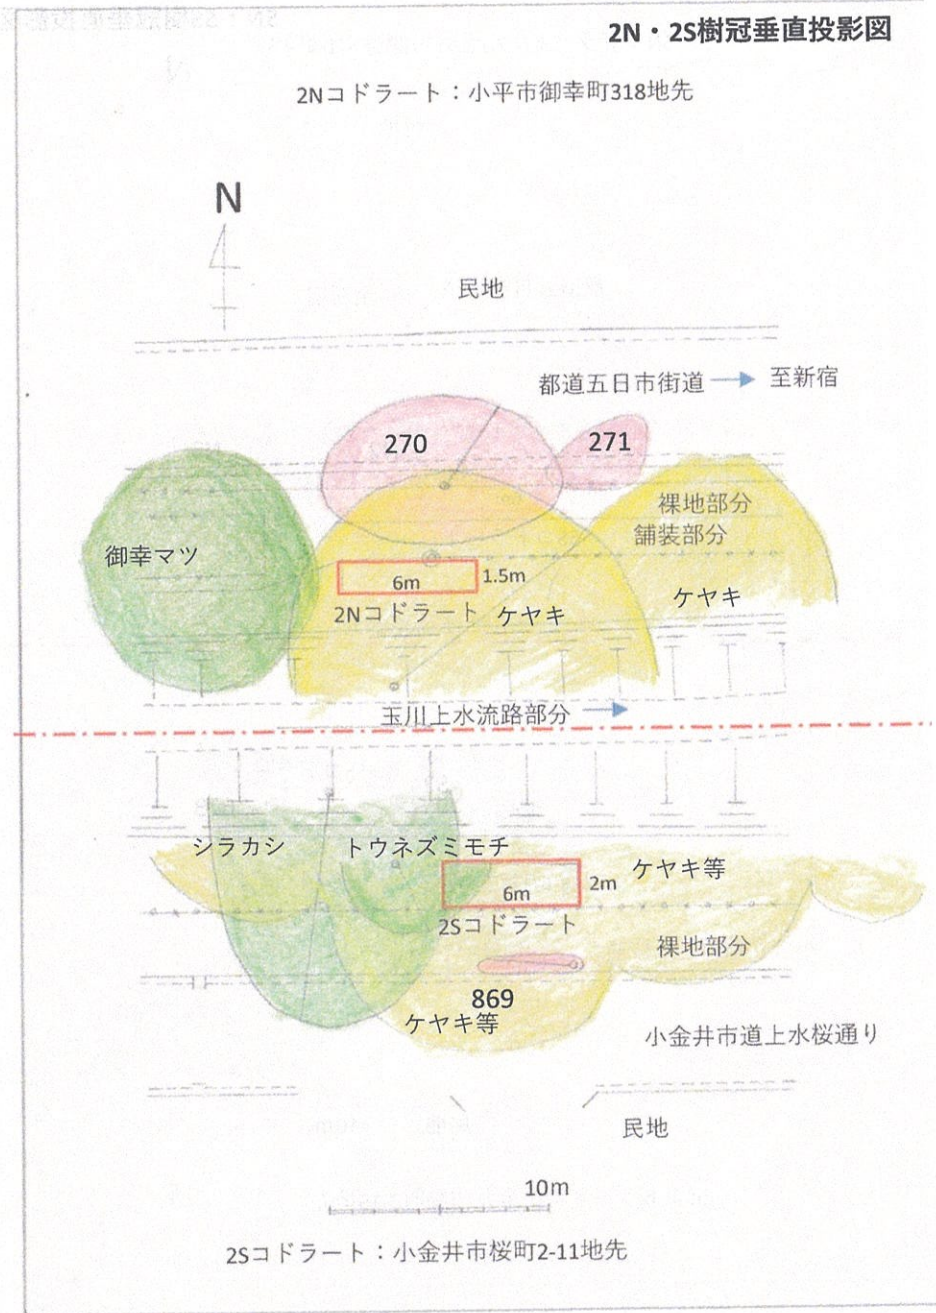 2N・2S樹冠垂直投影図
2Nコドラート：小平市御幸町318地先
N
民地
都道五日市街道
至新宿
270
271
裸地部分
舗装部分
御幸マツ
6m
1.5m
2Nコドラート
ケヤキ
ケヤキ
玉川上水流路部分
シラカシ
トウネズミモチ
ケヤキ等
6m
2m
2Sコドラート
裸地部分
869
ケヤキ等
小金井市道上水桜通り
民地
10m
2Sコドラート：小金井市桜町2-11地先